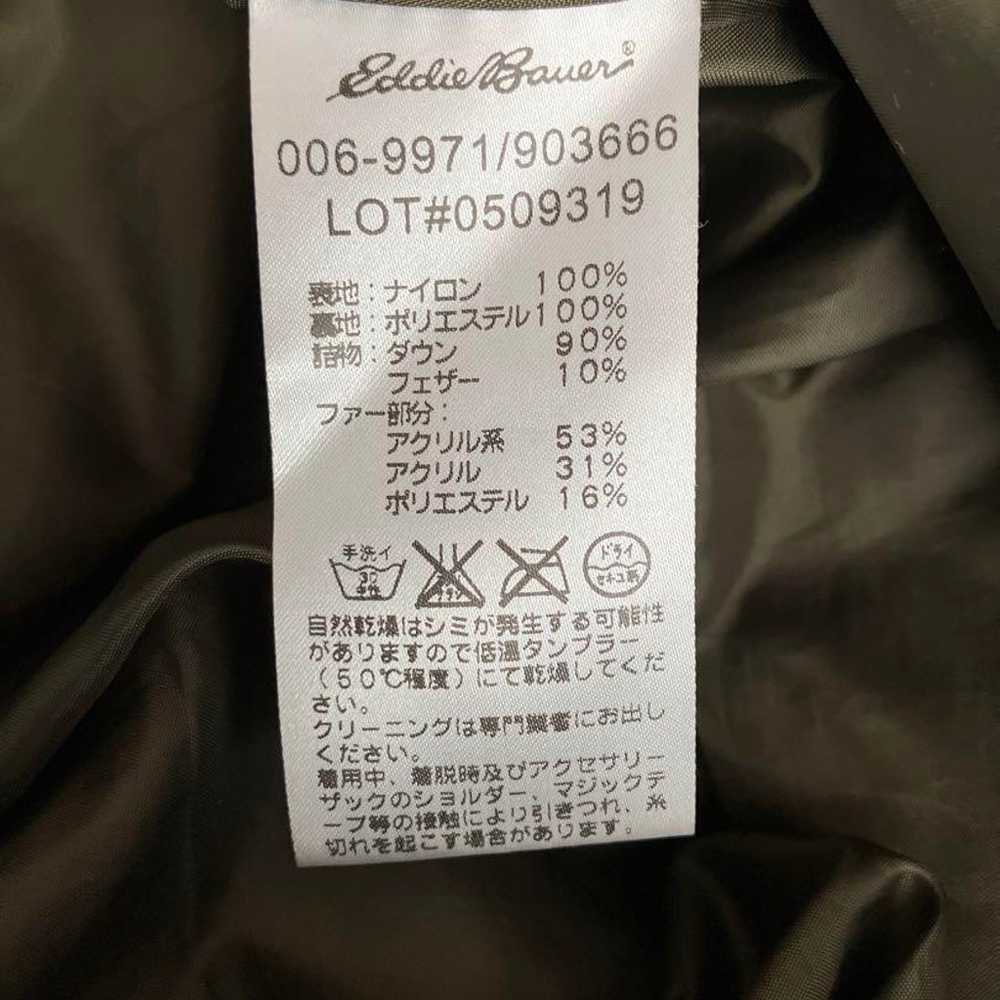 Eddie Bauer®
006-9971/903666
LOT#0509319
表地：ナイロン 100%
裏地：ポリエステル100%
詰物：ダウン 90%
フェザー 10%
ファー部分：
アクリル系 53%
アクリル 31%
ポリエステル 16%
手洗イ
30
中性
ドライ
セキユ系
自然乾燥はシミが発生する可能性
がありますので低温タンブラー
（50℃程度）にて乾燥してくだ
さい。
クリーニングは専門業者にお出し
ください。
着用中、着脱時及びアクセサリー
ザックのショルダー、マジックテ
ープ等の接触により引きつれ、糸
切れを起こす場合があります。